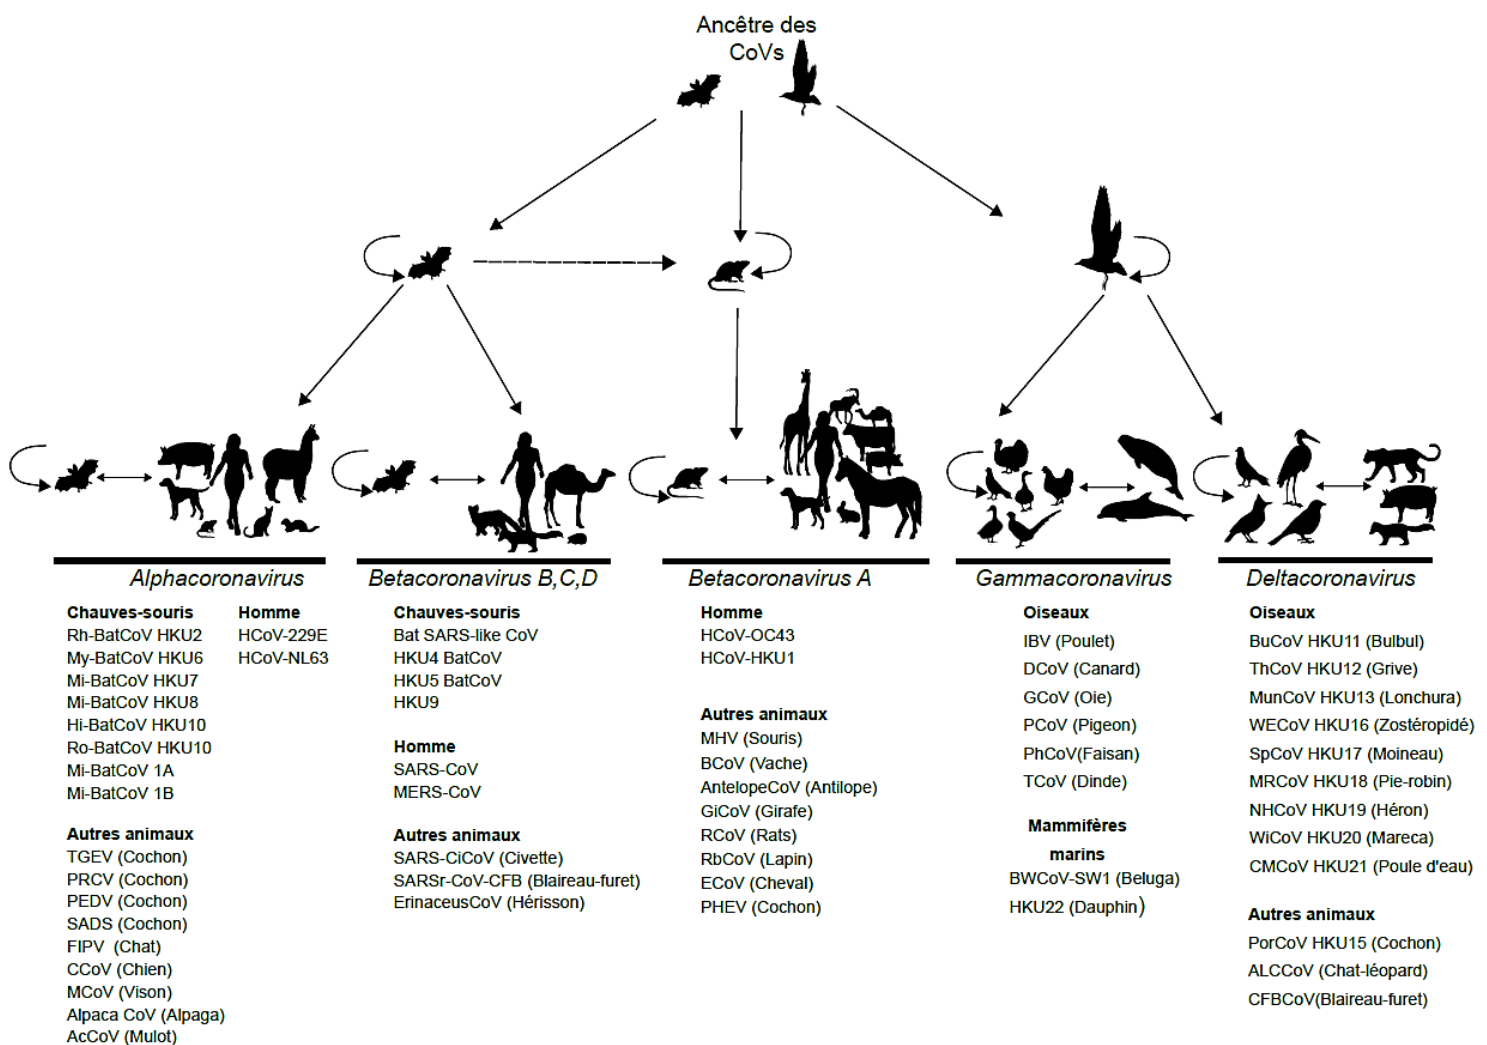 Ancêtre des
CoVs
Alphacoronavirus
Chauves-souris
Rh-BatCoV HKU2
My-BatCoV HKU6
Mi-BatCoV HKU7
Mi-BatCoV HKU8
Hi-BatCoV HKU10
Ro-BatCoV HKU10
Mi-BatCoV 1A
Mi-BatCoV 1B
Homme
HCoV-229E
HCoV-NL63
Autres animaux
TGEV (Cochon)
PRCV (Cochon)
PEDV (Cochon)
SADS (Cochon)
FIPV (Chat)
CCoV (Chien)
MCoV (Vison)
Alpaca CoV (Alpaga)
AcCoV (Mulot)
Betacoronavirus B,C,D
Chauves-souris
Bat SARS-like CoV
HKU4 BatCoV
HKU5 BatCoV
HKU9
Homme
SARS-CoV
MERS-CoV
Autres animaux
SARS-CiCoV (Civette)
SARSr-CoV-CFB (Blaireau-furet)
ErinaceusCoV (Hérisson)
Betacoronavirus A
Homme
HCoV-OC43
HCoV-HKU1
Autres animaux
MHV (Souris)
BCoV (Vache)
AntelopeCoV (Antilope)
GiCoV (Girafe)
RCoV (Rats)
RbCoV (Lapin)
ECoV (Cheval)
PHEV (Cochon)
Gammacoronavirus
Oiseaux
IBV (Poulet)
DCoV (Canard)
GCoV (Oie)
PCoV (Pigeon)
PhCoV(Faisan)
TCoV (Dinde)
Mammifères
marins
BWCoV-SW1 (Beluga)
HKU22 (Dauphin)
Deltacoronavirus
Oiseaux
BuCoV HKU11 (Bulbul)
ThCoV HKU12 (Grive)
MunCoV HKU13 (Lonchura)
WECoV HKU16 (Zostéropidé)
SpCoV HKU17 (Moineau)
MRCoV HKU18 (Pie-robin)
NHCoV HKU19 (Héron)
WiCoV HKU20 (Mareca)
CMCoV HKU21 (Poule d'eau)
Autres animaux
PorCoV HKU15 (Cochon)
ALCCoV (Chat-léopard)
CFBCoV(Blaireau-furet)